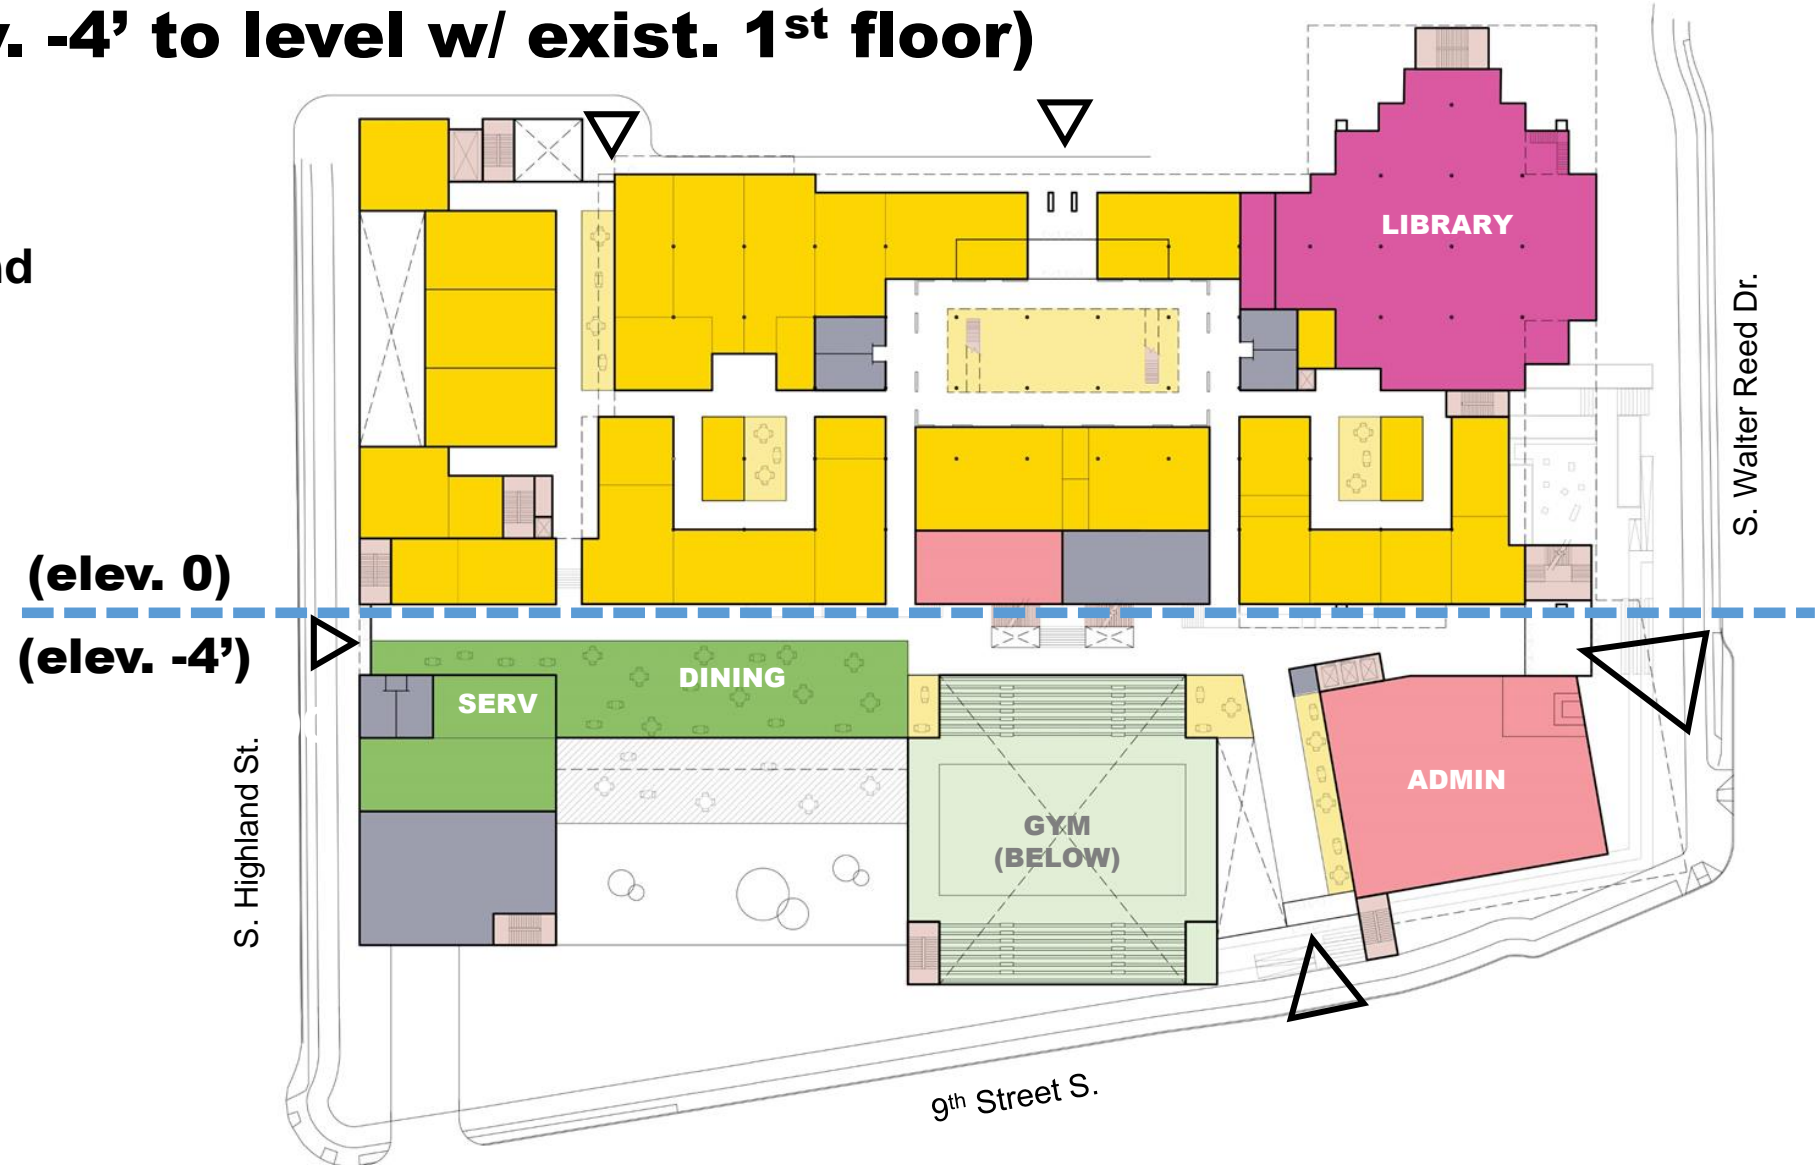 . -4’ to level w/ exist. 1st floor)
LIBRARY
S. Walter Reed Dr.
(elev. 0)
(elev. -4’)
DINING
SERV
ADMIN
GYM
(BELOW)
S. Highland St.
9th Street S.